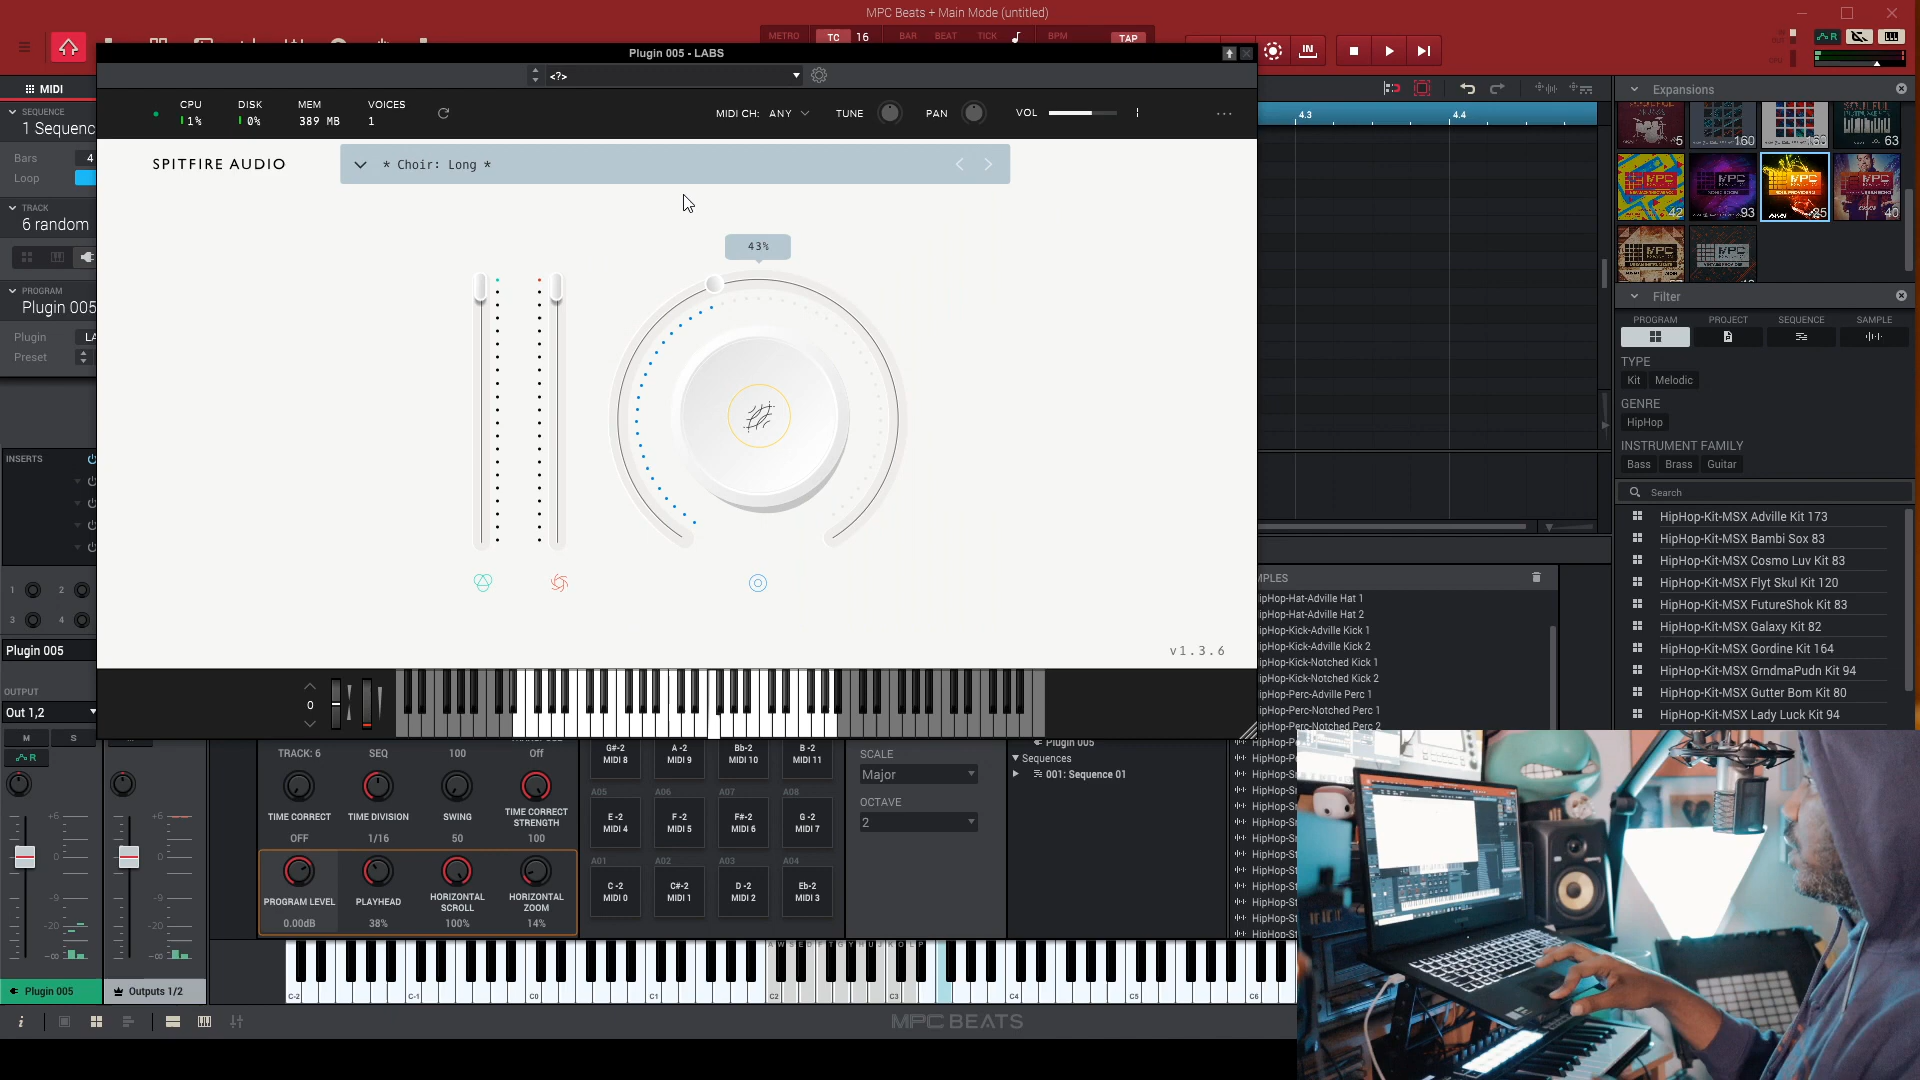 MPC Beats + Main Mode (untitled)
METRO
TC
16
BAR
BEAT
TICK
BPM
TAP
IN
R
Plugin 005 - LABS
<?>
MIDI
SEQUENCE
1 Sequenc
Bars
4
Loop
TRACK
6 random
PROGRAM
Plugin 005
Plugin
LA
Preset
INSERTS
1
2
3
4
Plugin 005
OUTPUT
Out 1,2
M
S
R
CPU
1%
DISK
0%
MEM
389 MB
VOICES
1
MIDI CH:
ANY
TUNE
PAN
VOL
SPITFIRE AUDIO
* Choir: Long *
43%
v1.3.6
0
4.3
4.4
Expansions
5
160
160
63
42
93
25
40
Filter
PROGRAM
PROJECT
SEQUENCE
SAMPLE
TYPE
Kit
Melodic
GENRE
HipHop
INSTRUMENT FAMILY
Bass
Brass
Guitar
Search
HipHop-Kit-MSX Adville Kit 173
HipHop-Kit-MSX Bambi Sox 83
HipHop-Kit-MSX Cosmo Luv Kit 83
HipHop-Kit-MSX Flyt Skul Kit 120
HipHop-Kit-MSX FutureShok Kit 83
HipHop-Kit-MSX Galaxy Kit 82
HipHop-Kit-MSX Gordine Kit 164
HipHop-Kit-MSX GrndmaPudn Kit 94
HipHop-Kit-MSX Gutter Bom Kit 80
HipHop-Kit-MSX Lady Luck Kit 94
MPLES
ipHop-Hat-Adville Hat 1
ipHop-Hat-Adville Hat 2
ipHop-Kick-Adville Kick 1
ipHop-Kick-Adville Kick 2
ipHop-Kick-Notched Kick 1
ipHop-Kick-Notched Kick 2
ipHop-Perc-Adville Perc 1
ipHop-Perc-Notched Perc 1
ipHop-Perc-Notched Perc 2
Plugin 005
Sequences
001: Sequence 01
TRACK: 6
SEQ
100
Off
TIME CORRECT
TIME DIVISION
SWING
TIME CORRECT
STRENGTH
OFF
1/16
50
100
PROGRAM LEVEL
PLAYHEAD
HORIZONTAL
SCROLL
HORIZONTAL
ZOOM
0.00dB
38%
100%
14%
G#-2
MIDI 8
A -2
MIDI 9
Bb-2
MIDI 10
B -2
MIDI 11
A05
A06
A07
A08
E -2
MIDI 4
F -2
MIDI 5
F#-2
MIDI 6
G -2
MIDI 7
A01
A02
A03
A04
C -2
MIDI 0
C#-2
MIDI 1
D -2
MIDI 2
Eb-2
MIDI 3
SCALE
Major
OCTAVE
2
+6
0
-9
-20
-∞
+6
0
-9
-20
-∞
Plugin 005
Outputs 1/2
A W S E D F T G Y H U J K O L P
C-2
C-1
C0
C1
C2
C3
C4
C5
C6
MPC BEATS